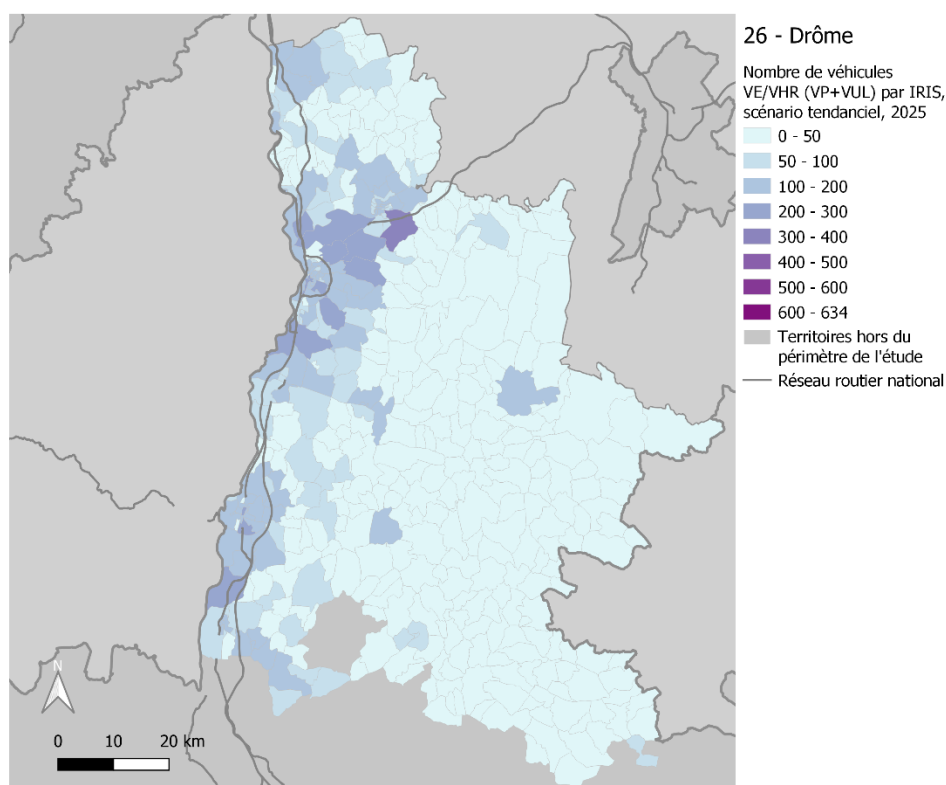 26 - Drôme
Nombre de véhicules
VE/VHR (VP+VUL) par IRIS,
scénario tendanciel, 2025
0 - 50
50 - 100
100 - 200
200 - 300
300 - 400
400 - 500
500 - 600
600 - 634
Territoires hors du
périmètre de l'étude
Réseau routier national
N
0 10 20 km